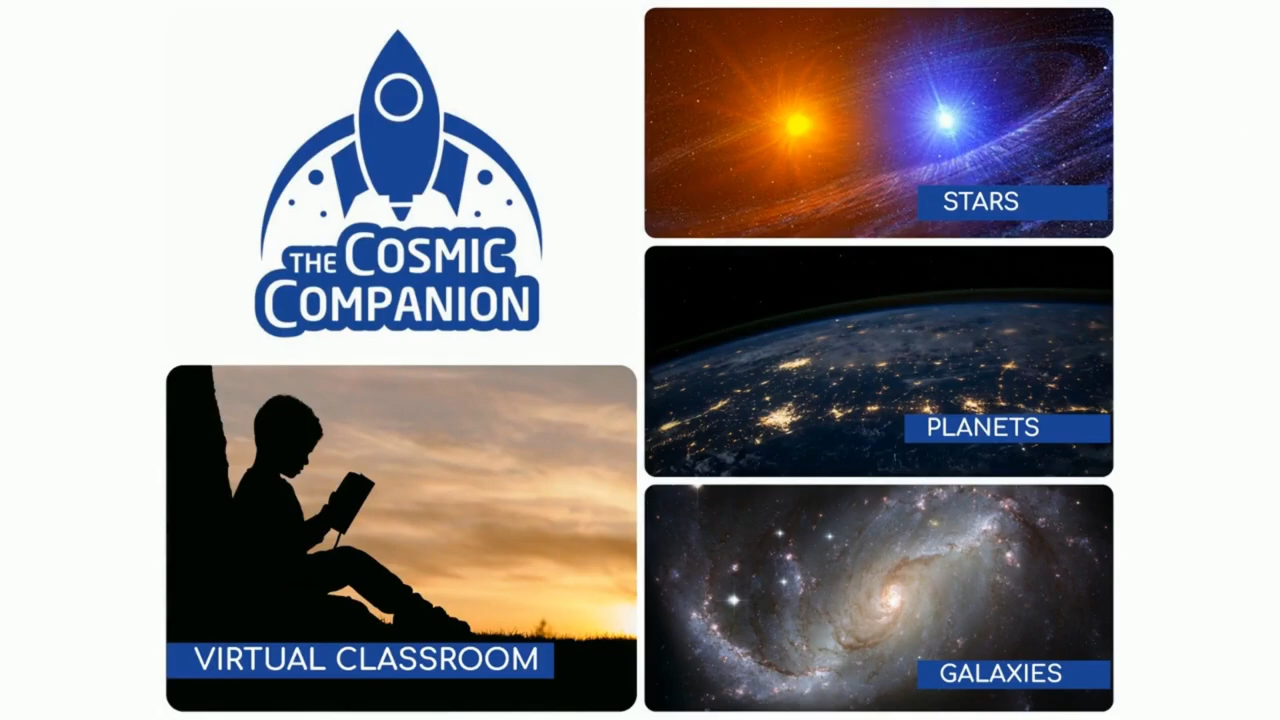 THE COSMIC
COMPANION
VIRTUAL CLASSROOM
STARS
PLANETS
GALAXIES